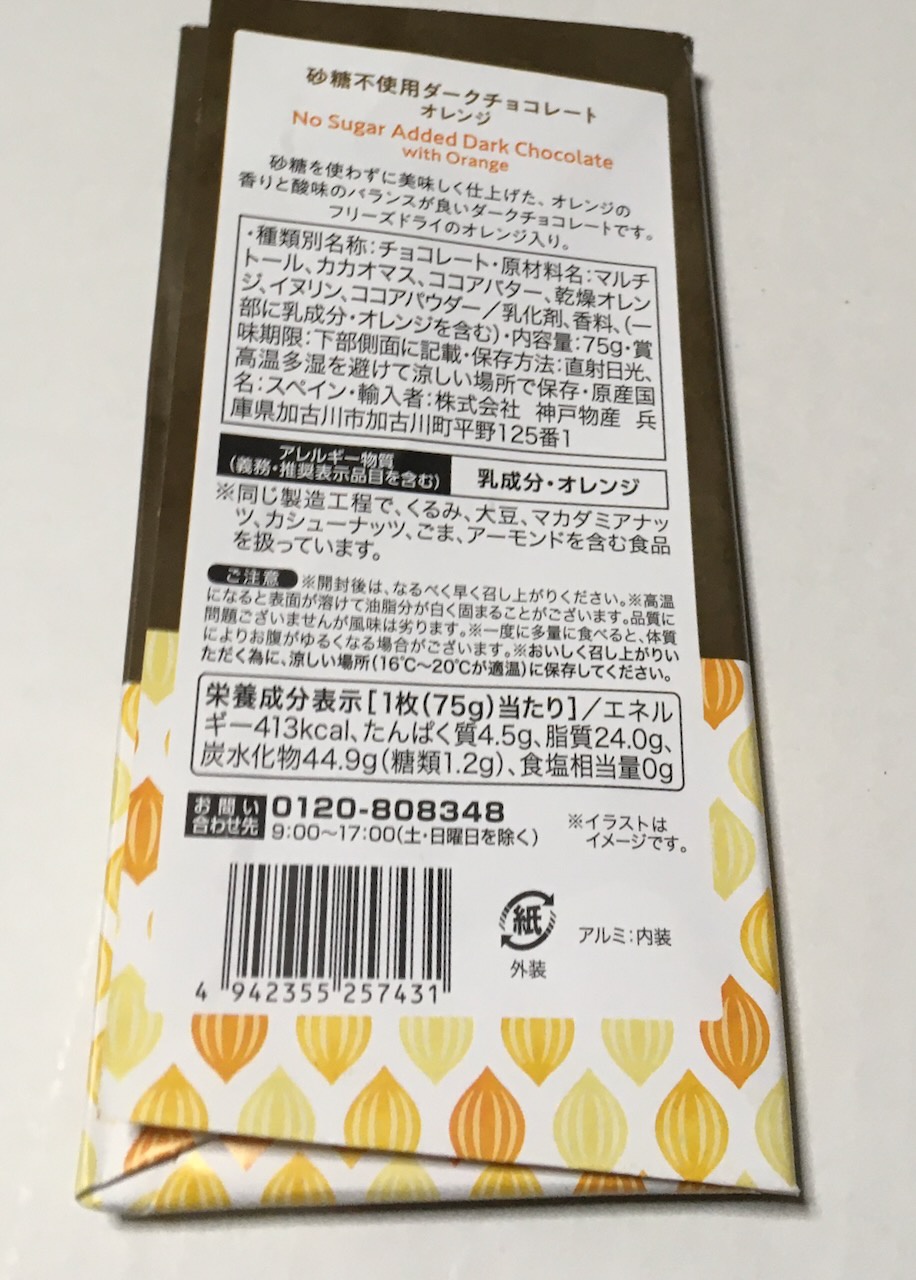 砂糖不使用ダークチョコレート
オレンジ
No Sugar Added Dark Chocolate
with Orange
砂糖を使わずに美味しく仕上げた、オレンジの
香りと酸味のバランスが良いダークチョコレートです。
フリーズドライのオレンジ入り。
・種類別名称:チョコレート・原材料名:マルチ
トール、カカオマス、ココアバター、乾燥オレン
ジ、イヌリン、ココアパウダー/乳化剤、香料、(一
部に乳成分・オレンジを含む)・内容量:75g・賞
味期限:下部側面に記載・保存方法:直射日光、
高温多湿を避けて涼しい場所で保存・原産国
名:スペイン・輸入者:株式会社 神戸物産 兵
庫県加古川市加古川町平野125番1
アレルギー物質
(義務・推奨表示品目を含む)
乳成分・オレンジ
※同じ製造工程で、くるみ、大豆、マカダミアナッ
ツ、カシューナッツ、ごま、アーモンドを含む食品
を扱っています。
ご注意 ※開封後は、なるべく早く召し上がりください。※高温
になると表面が溶けて油脂分が白く固まることがございます。品質に
問題ございませんが風味は劣ります。※一度に多量に食べると、体質
によりお腹がゆるくなる場合がございます。※おいしく召し上がりい
ただく為に、涼しい場所(16℃〜20℃が適温)に保存してください。
栄養成分表示[1枚(75g)当たり]/エネル
ギー413kcal、たんぱく質4.5g、脂質24.0g、
炭水化物44.9g(糖類1.2g)、食塩相当量0g
お問い
合わせ先
0120-808348
9:00〜17:00(土・日曜日を除く)
※イラストは
イメージです。
紙
外装
アルミ:内装
4 942355 257431